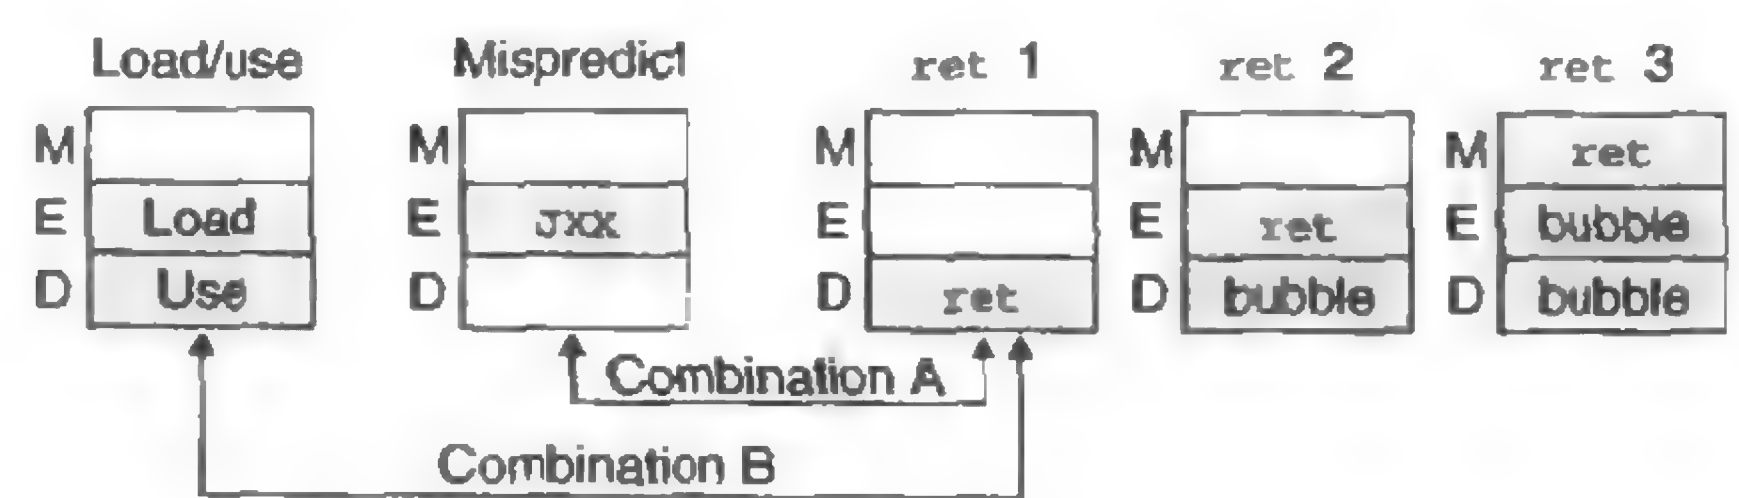 Load/use Mispredict ret 1 ret 2 ret 3
M M M M M ret
E Load E JXX E E ret E bubble
D Use D D ret D bubble D bubble
Combination A
Combination B